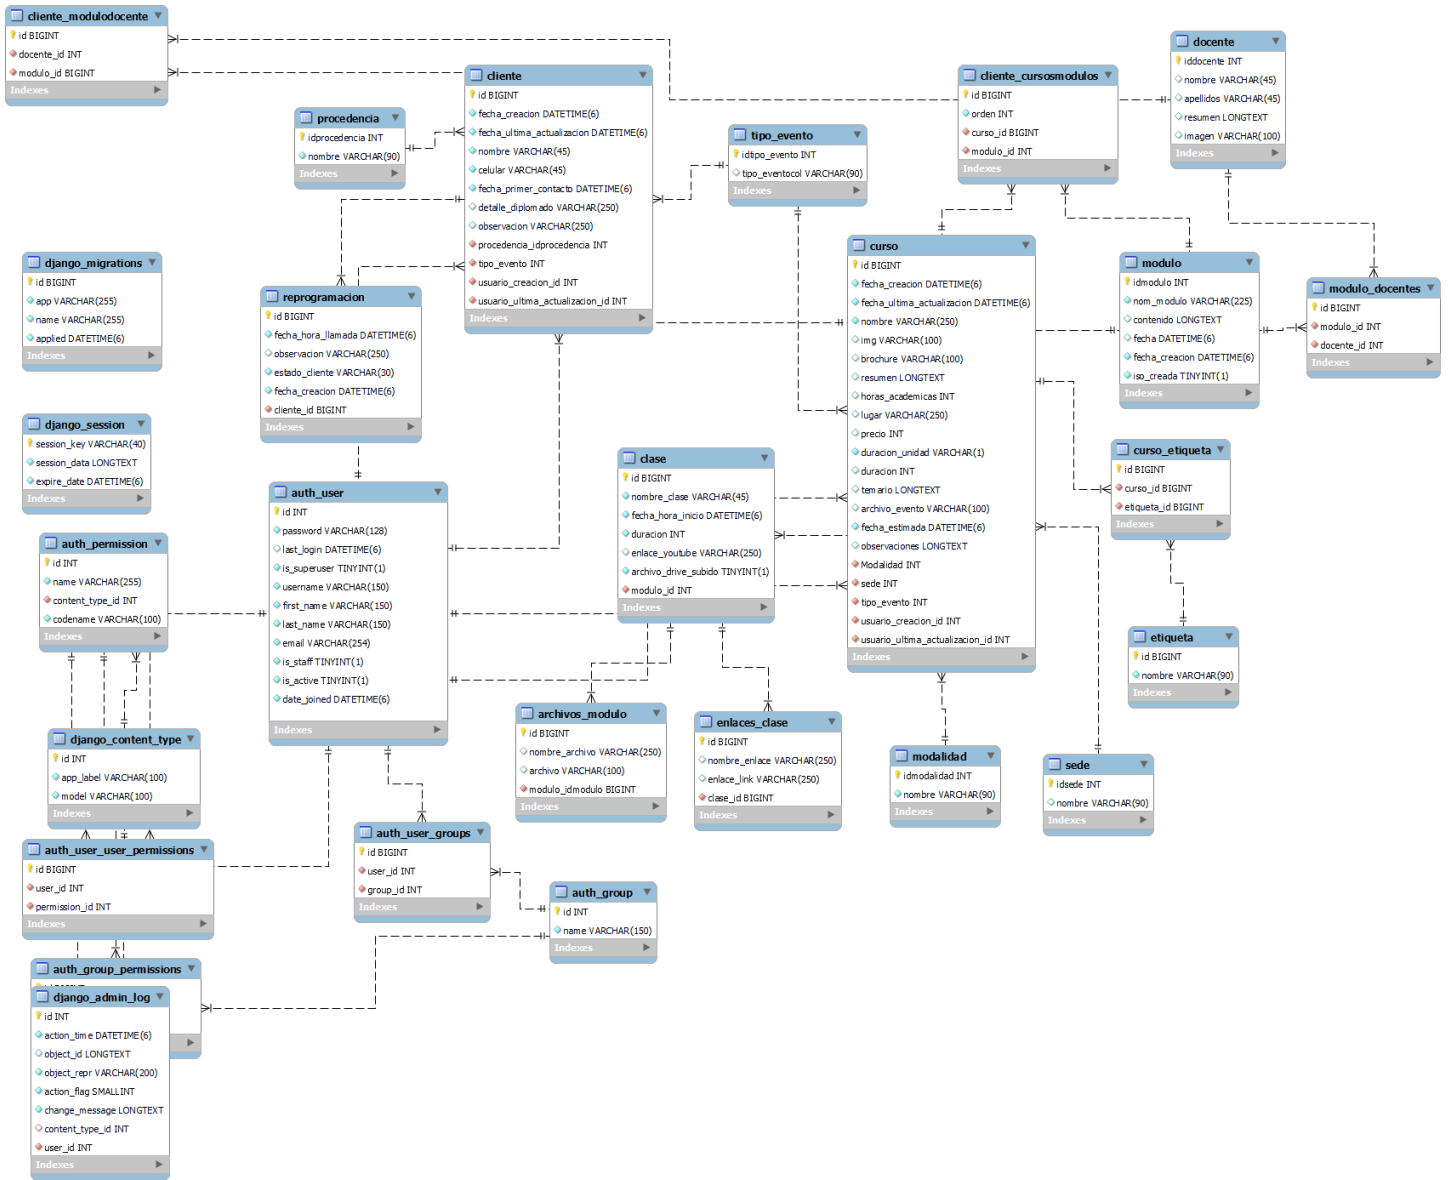 cliente_modulodocente
id BIGINT
docente_id INT
modulo_id BIGINT
Indexes
procedencia
idprocedencia INT
nombre VARCHAR(90)
Indexes
cliente
id BIGINT
fecha_creacion DATETIME(6)
fecha_ultima_actualizacion DATETIME(6)
nombre VARCHAR(45)
celular VARCHAR(45)
fecha_primer_contacto DATETIME(6)
detalle_diplomado VARCHAR(250)
observacion VARCHAR(250)
procedencia_idprocedencia INT
tipo_evento INT
usuario_creacion_id INT
usuario_ultima_actualizacion_id INT
Indexes
tipo_evento
idtipo_evento INT
tipo_eventocol VARCHAR(90)
Indexes
cliente_cursosmodulos
id BIGINT
orden INT
curso_id BIGINT
modulo_id INT
Indexes
docente
iddocente INT
nombre VARCHAR(45)
apellidos VARCHAR(45)
resumen LONGTEXT
imagen VARCHAR(100)
Indexes
django_migrations
id BIGINT
app VARCHAR(255)
name VARCHAR(255)
applied DATETIME(6)
Indexes
reprogramacion
id BIGINT
fecha_hora_llamada DATETIME(6)
observacion VARCHAR(250)
estado_cliente VARCHAR(30)
fecha_creacion DATETIME(6)
cliente_id BIGINT
Indexes
curso
id BIGINT
fecha_creacion DATETIME(6)
fecha_ultima_actualizacion DATETIME(6)
nombre VARCHAR(250)
img VARCHAR(100)
brochure VARCHAR(100)
resumen LONGTEXT
horas_academicas INT
lugar VARCHAR(250)
precio INT
duracion_unidad VARCHAR(1)
duracion INT
temario LONGTEXT
archivo_evento VARCHAR(100)
fecha_estimada DATETIME(6)
observaciones LONGTEXT
Modalidad INT
sede INT
tipo_evento INT
usuario_creacion_id INT
usuario_ultima_actualizacion_id INT
Indexes
modulo
idmodulo INT
nom_modulo VARCHAR(225)
contenido LONGTEXT
fecha DATETIME(6)
fecha_creacion DATETIME(6)
iso_creada TINYINT(1)
Indexes
modulo_docentes
id BIGINT
modulo_id INT
docente_id INT
Indexes
django_session
session_key VARCHAR(40)
session_data LONGTEXT
expire_date DATETIME(6)
Indexes
auth_user
id INT
password VARCHAR(128)
last_login DATETIME(6)
is_superuser TINYINT(1)
username VARCHAR(150)
first_name VARCHAR(150)
last_name VARCHAR(150)
email VARCHAR(254)
is_staff TINYINT(1)
is_active TINYINT(1)
date_joined DATETIME(6)
Indexes
clase
id BIGINT
nombre_clase VARCHAR(45)
fecha_hora_inicio DATETIME(6)
duracion INT
enlace_youtube VARCHAR(250)
archivo_drive_subido TINYINT(1)
modulo_id INT
Indexes
curso_etiqueta
id BIGINT
curso_id BIGINT
etiqueta_id BIGINT
Indexes
auth_permission
id INT
name VARCHAR(255)
content_type_id INT
codename VARCHAR(100)
Indexes
etiqueta
id BIGINT
nombre VARCHAR(90)
Indexes
django_content_type
id INT
app_label VARCHAR(100)
model VARCHAR(100)
Indexes
archivos_modulo
id BIGINT
nombre_archivo VARCHAR(250)
archivo VARCHAR(100)
modulo_idmodulo BIGINT
Indexes
enlaces_clase
id BIGINT
nombre_enlace VARCHAR(250)
enlace_link VARCHAR(250)
clase_id BIGINT
Indexes
modalidad
idmodalidad INT
nombre VARCHAR(90)
Indexes
sede
idsede INT
nombre VARCHAR(90)
Indexes
auth_user_user_permissions
id BIGINT
user_id INT
permission_id INT
Indexes
auth_user_groups
id BIGINT
user_id INT
group_id INT
Indexes
auth_group
id INT
name VARCHAR(150)
Indexes
auth_group_permissions
django_admin_log
id INT
action_time DATETIME(6)
object_id LONGTEXT
object_repr VARCHAR(200)
action_flag SMALLINT
change_message LONGTEXT
content_type_id INT
user_id INT
Indexes